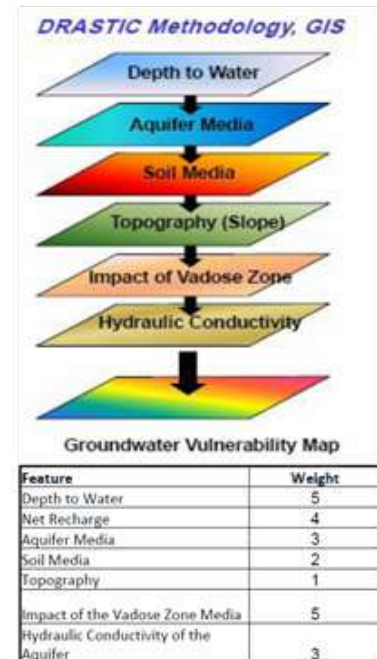 DRASTIC Methodology, GIS
Depth to Water
Aquifer Media
Soil Media
Topography (Slope)
Impact of Vadose Zone
Hydraulic Conductivity
Groundwater Vulnerability Map
Feature Weight
Depth to Water 5
Net Recharge 4
Aquifer Media 3
Soil Media 2
Topography 1
Impact of the Vadose Zone Media 5
Hydraulic Conductivity of the
Aquifer 3